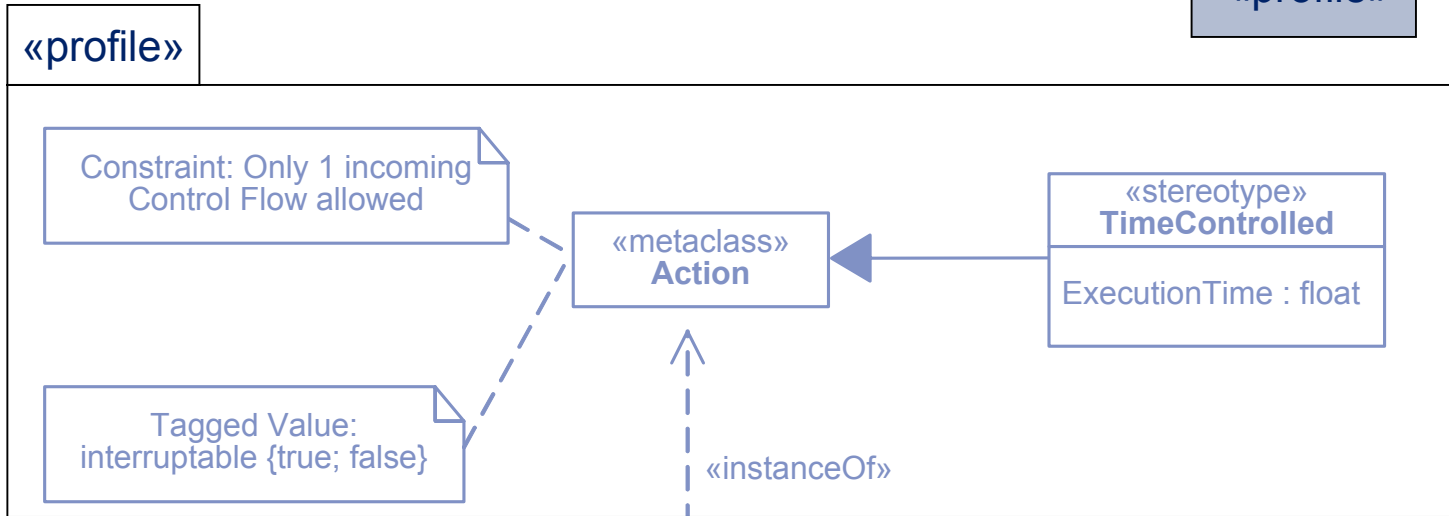 «profile»
«profile»
Constraint: Only 1 incoming
Control Flow allowed
«metaclass»
Action
«stereotype»
TimeControlled
ExecutionTime : float
Tagged Value:
interruptable {true; false}
«instanceOf»